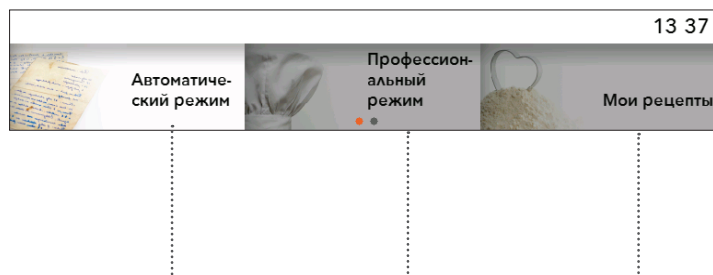 13 37
Автоматиче-
ский режим
Профессион-
альный
режим
Мои рецепты